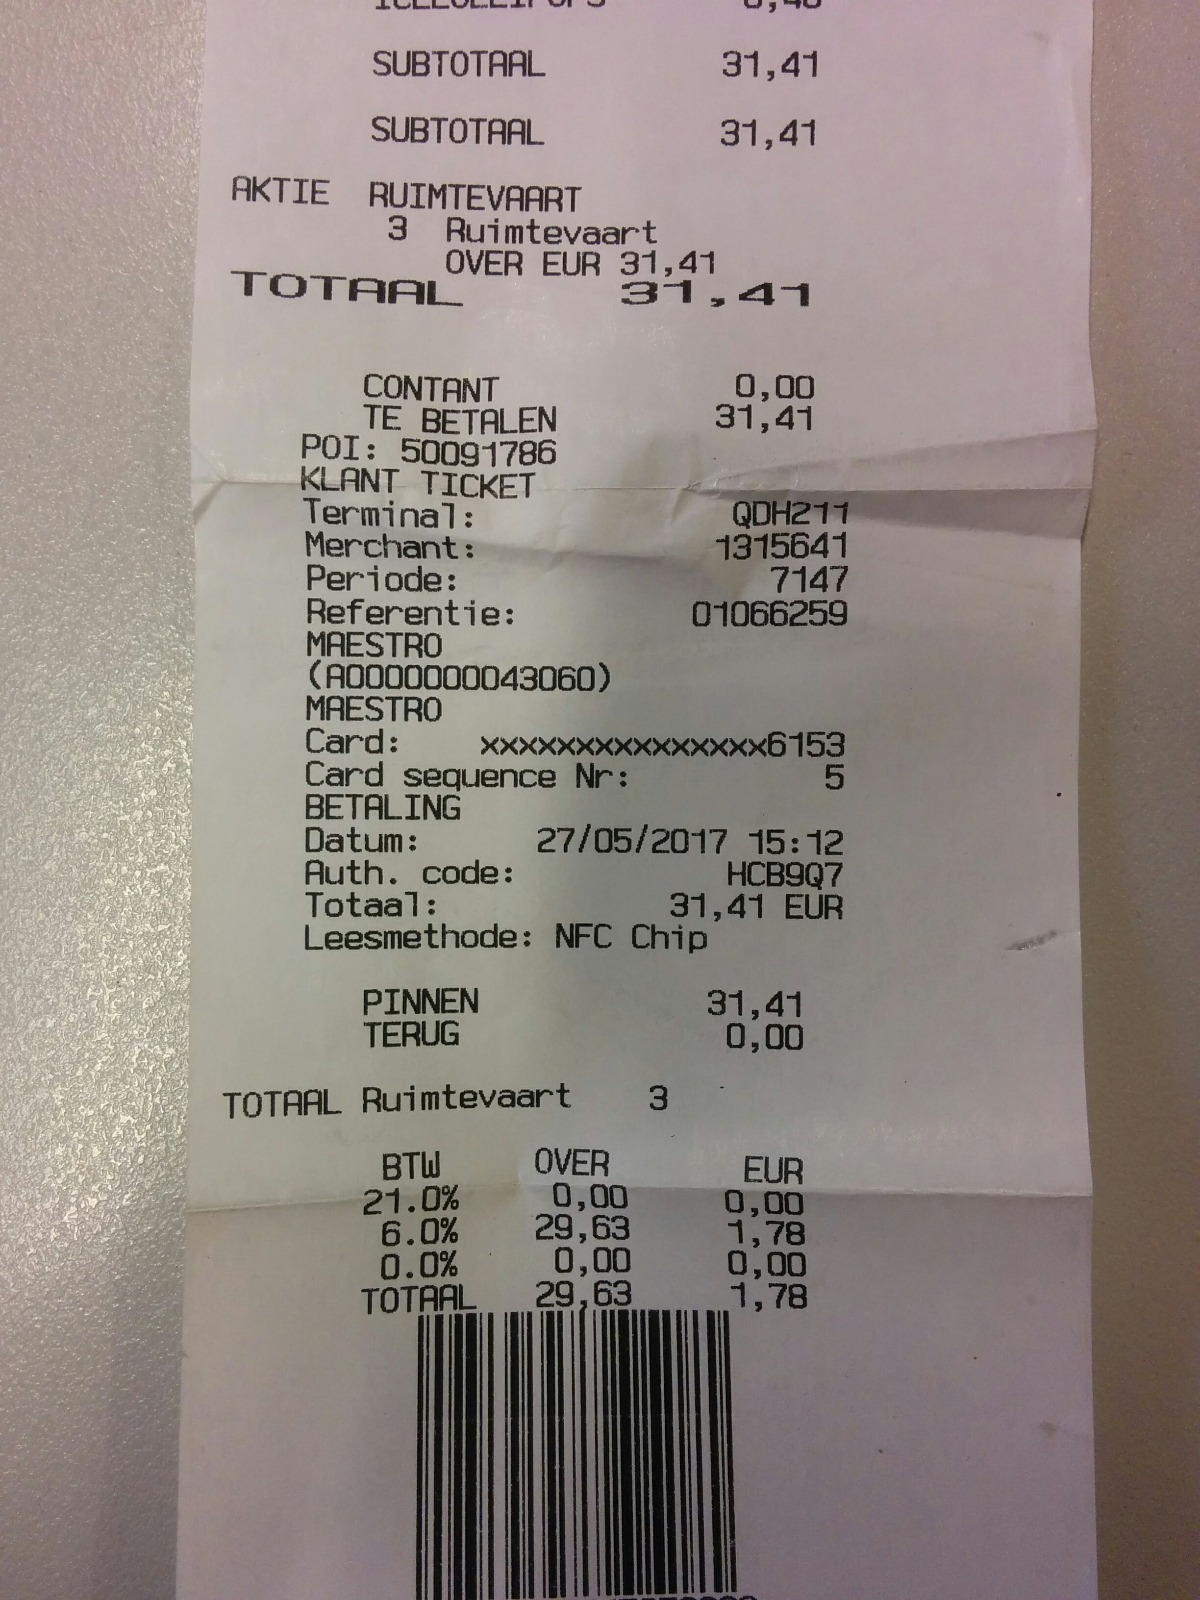 SUBTOTAAL 31,41
SUBTOTAAL 31,41
AKTIE RUIMTEVAART
3 Ruimtevaart
OVER EUR 31,41
TOTAAL 31,41
CONTANT 0,00
TE BETALEN 31,41
POI: 50091786
KLANT TICKET
Terminal: QDH211
Merchant: 1315641
Periode: 7147
Referentie: 01066259
MAESTRO
(A0000000043060)
MAESTRO
Card: xxxxxxxxxxxxxxx6153
Card sequence Nr: 5
BETALING
Datum: 27/05/2017 15:12
Auth. code: HCB9Q7
Totaal: 31,41 EUR
Leesmethode: NFC Chip
PINNEN 31,41
TERUG 0,00
TOTAAL Ruimtevaart 3
BTW OVER EUR
21.0% 0,00 0,00
6.0% 29,63 1,78
0.0% 0,00 0,00
TOTAAL 29,63 1,78